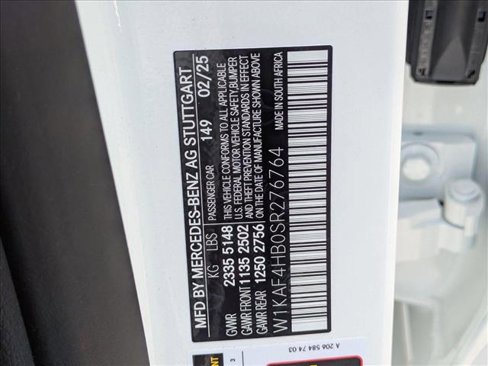 MFD BY MERCEDES-BENZ AG STUTTGART
PASSENGER CAR 149 02/25
KG LBS THIS VEHICLE CONFORMS TO ALL APPLICABLE
GVWR 2335 5148 U.S. FEDERAL MOTOR VEHICLE SAFETY, BUMPER
GAWR FRONT 1135 2502 AND THEFT PREVENTION STANDARDS IN EFFECT
GAWR REAR 1250 2756 ON DATE OF MANUFACTURE SHOWN ABOVE
MADE IN SOUTH AFRICA
W1KAF4HB0SR276764
A 206 584 74 03
3